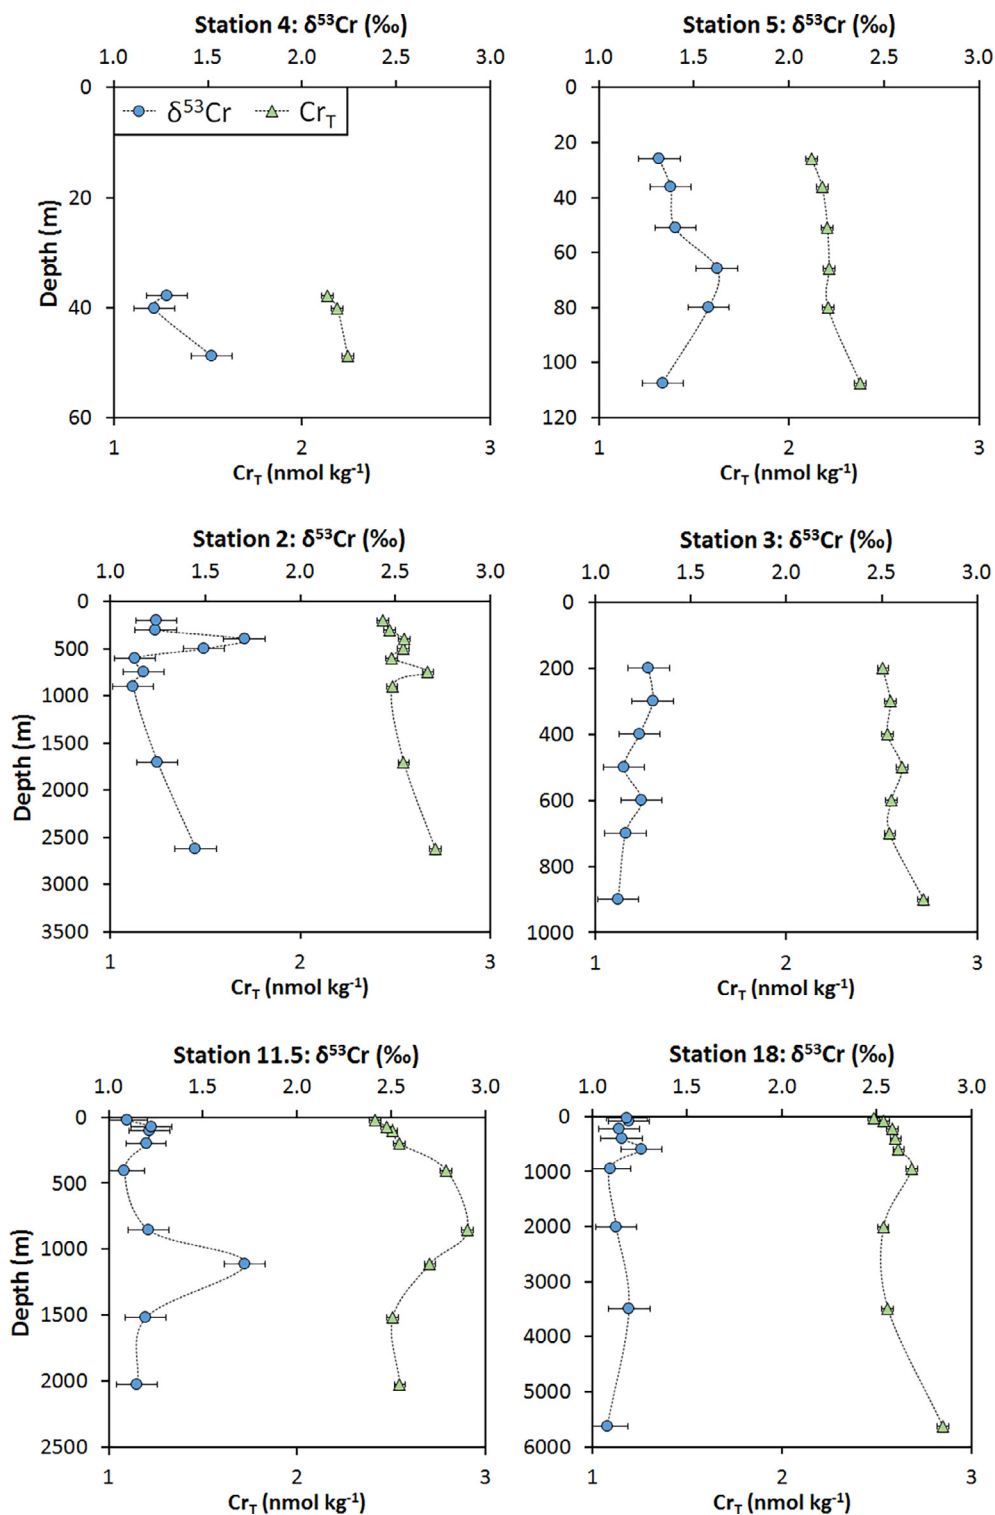 Station 4: δ⁵³Cr (‰)
1.0 1.5 2.0 2.5 3.0
0
20
40
60
Depth (m)
δ⁵³Cr Cr_T
1 2 3
Cr_T (nmol kg⁻¹)
Station 5: δ⁵³Cr (‰)
1.0 1.5 2.0 2.5 3.0
0
20
40
60
80
100
120
1 2 3
Cr_T (nmol kg⁻¹)
Station 2: δ⁵³Cr (‰)
1.0 1.5 2.0 2.5 3.0
0
500
1000
1500
2000
2500
3000
3500
Depth (m)
1 2 3
Cr_T (nmol kg⁻¹)
Station 3: δ⁵³Cr (‰)
1.0 1.5 2.0 2.5 3.0
0
200
400
600
800
1000
1 2 3
Cr_T (nmol kg⁻¹)
Station 11.5: δ⁵³Cr (‰)
1.0 1.5 2.0 2.5 3.0
0
500
1000
1500
2000
2500
Depth (m)
1 2 3
Cr_T (nmol kg⁻¹)
Station 18: δ⁵³Cr (‰)
1.0 1.5 2.0 2.5 3.0
0
1000
2000
3000
4000
5000
6000
1 2 3
Cr_T (nmol kg⁻¹)